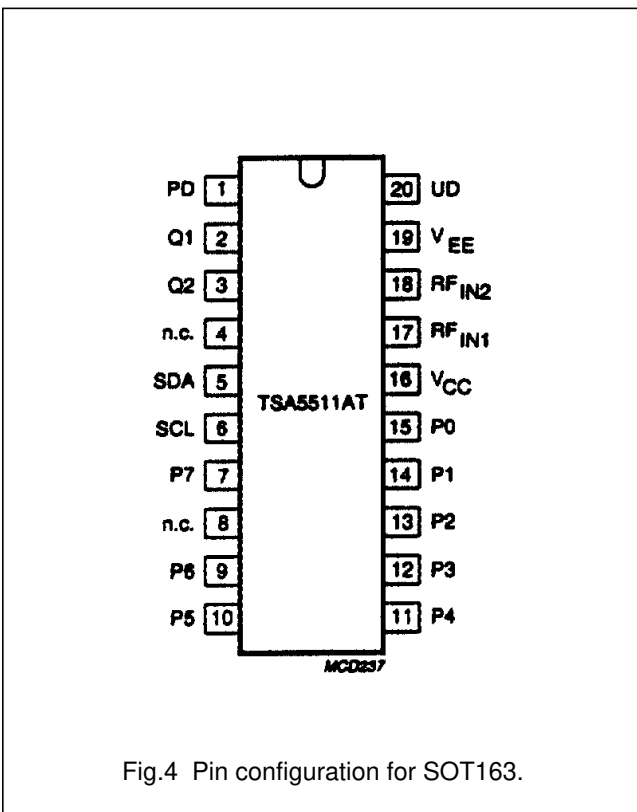 PD 1 20 UD
Q1 2 19 VEE
Q2 3 18 RFIN2
n.c. 4 17 RFIN1
SDA 5 16 VCC
TSA5511AT
SCL 6 15 P0
P7 7 14 P1
n.c. 8 13 P2
P6 9 12 P3
P5 10 11 P4
MCD237
Fig.4 Pin configuration for SOT163.